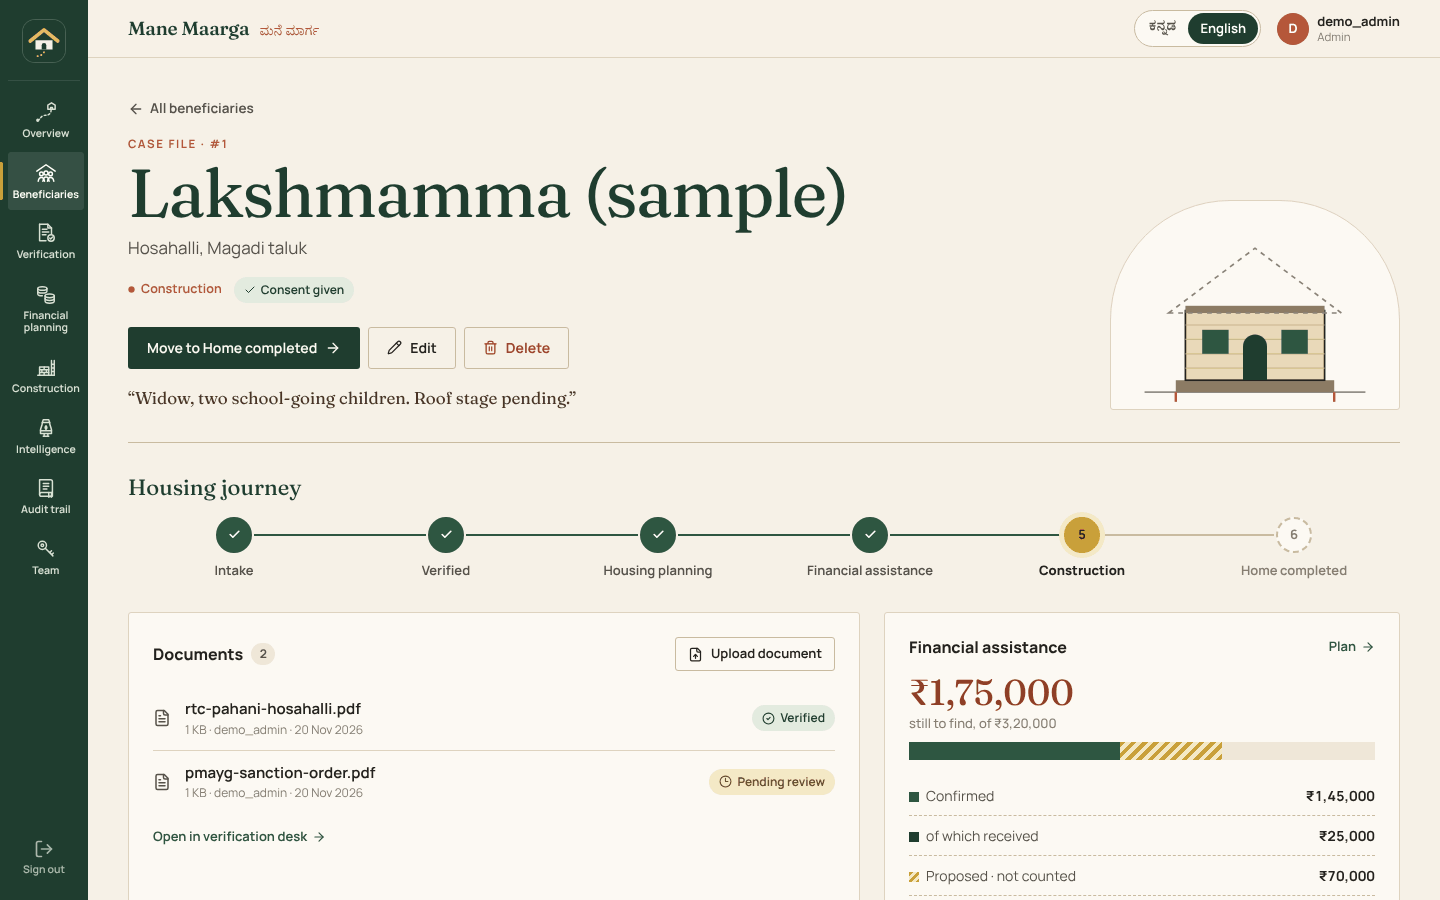 Mane Maarga ಮನೆ ಮಾರ್ಗ
ಕನ್ನಡ English
D demo_admin
Admin
Overview
Beneficiaries
Verification
Financial
planning
Construction
Intelligence
Audit trail
Team
Sign out
All beneficiaries
CASE FILE · #1
Lakshmamma (sample)
Hosahalli, Magadi taluk
Construction Consent given
Move to Home completed Edit Delete
“Widow, two school-going children. Roof stage pending.”
Housing journey
5 6
Intake Verified Housing planning Financial assistance Construction Home completed
Documents 2 Upload document
rtc-pahani-hosahalli.pdf
1 KB · demo_admin · 20 Nov 2026
Verified
pmayg-sanction-order.pdf
1 KB · demo_admin · 20 Nov 2026
Pending review
Open in verification desk
Financial assistance Plan
₹1,75,000
still to find, of ₹3,20,000
Confirmed ₹1,45,000
of which received ₹25,000
Proposed · not counted ₹70,000